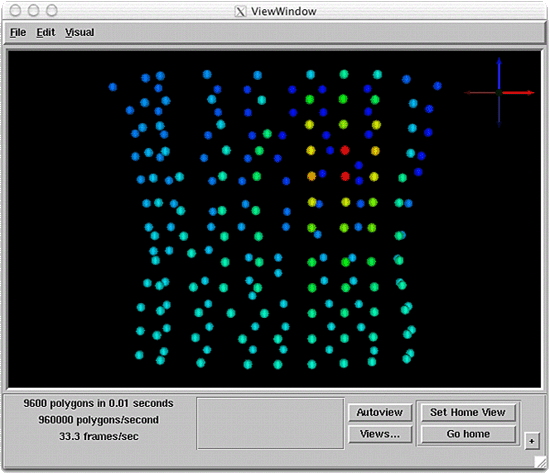 ViewWindow
File Edit Visual
9600 polygons in 0.01 seconds
960000 polygons/second
33.3 frames/sec
Autoview
Views...
Set Home View
Go home
+